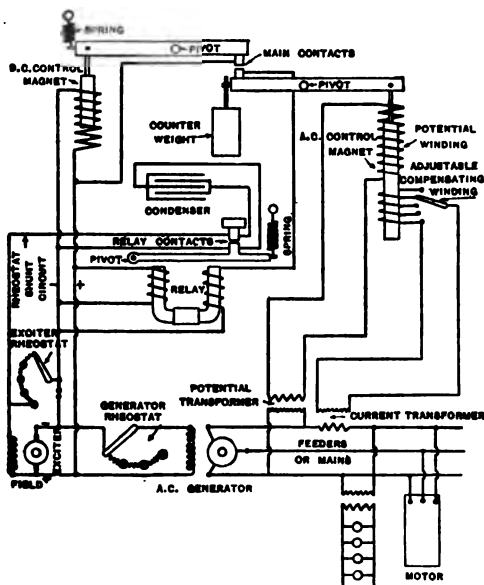 SPRING
PIVOT
MAIN CONTACTS
D.C. CONTROL
MAGNET
PIVOT
COUNTER
WEIGHT
A.C. CONTROL
MAGNET
POTENTIAL
WINDING
ADJUSTABLE
COMPENSATING
WINDING
CONDENSER
RELAY CONTACTS
SPRING
PIVOT
RHEOSTAT
SHUNT
CIRCUIT
+
RELAY
EXCITER
RHEOSTAT
GENERATOR
RHEOSTAT
POTENTIAL
TRANSFORMER
CURRENT TRANSFORMER
EXCITER
FIELD
A.C. GENERATOR
FEEDERS
OR MAINS
MOTOR